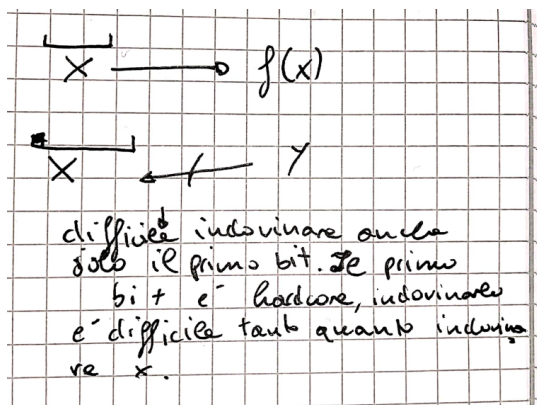 x f(x)
x y
difficile indovinare anche
solo il primo bit. Se primo
bit e' hardcore, indovinarlo
e' difficile tanto quanto indovina
re x.